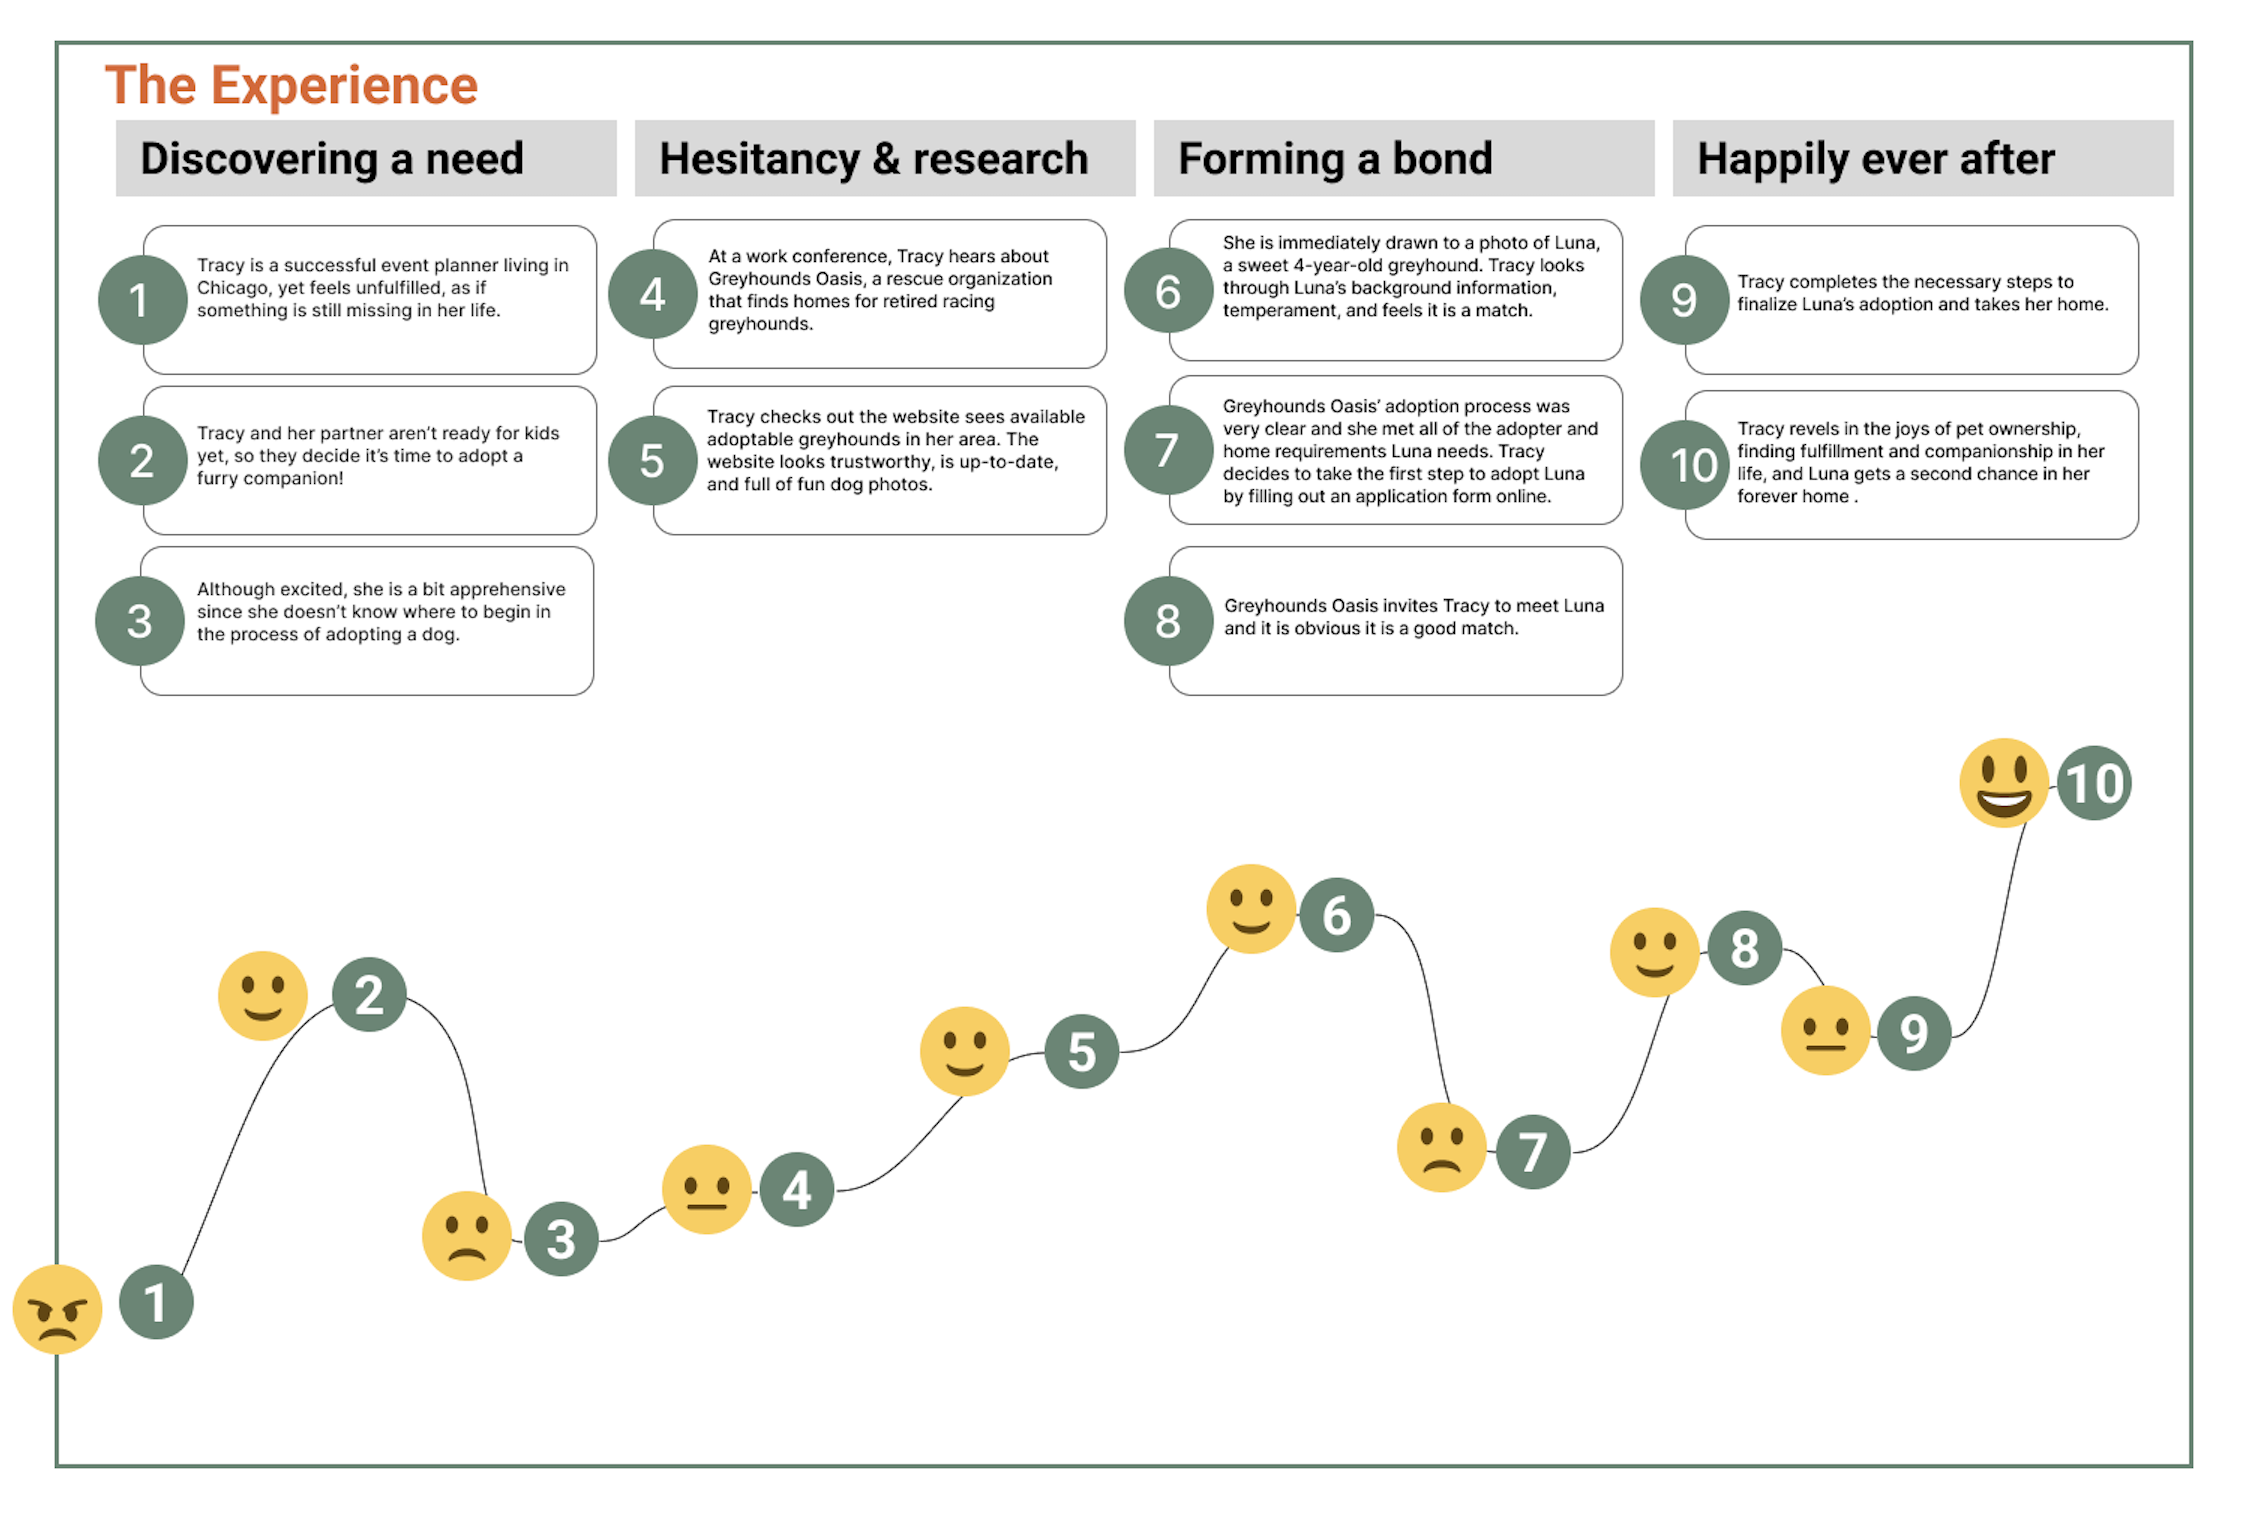 The Experience
Discovering a need
Hesitancy & research
Forming a bond
Happily ever after
1
Tracy is a successful event planner living in
Chicago, yet feels unfulfilled, as if
something is still missing in her life.
2
Tracy and her partner aren't ready for kids
yet, so they decide it's time to adopt a
furry companion!
3
Although excited, she is a bit apprehensive
since she doesn't know where to begin in
the process of adopting a dog.
4
At a work conference, Tracy hears about
Greyhounds Oasis, a rescue organization
that finds homes for retired racing
greyhounds.
5
Tracy checks out the website sees available
adoptable greyhounds in her area. The
website looks trustworthy, is up-to-date,
and full of fun dog photos.
6
She is immediately drawn to a photo of Luna,
a sweet 4-year-old greyhound. Tracy looks
through Luna's background information,
temperament, and feels it is a match.
7
Greyhounds Oasis' adoption process was
very clear and she met all of the adopter and
home requirements Luna needs. Tracy
decides to take the first step to adopt Luna
by filling out an application form online.
8
Greyhounds Oasis invites Tracy to meet Luna
and it is obvious it is a good match.
9
Tracy completes the necessary steps to
finalize Luna's adoption and takes her home.
10
Tracy revels in the joys of pet ownership,
finding fulfillment and companionship in her
life, and Luna gets a second chance in her
forever home .
1
2
3
4
5
6
7
8
9
10